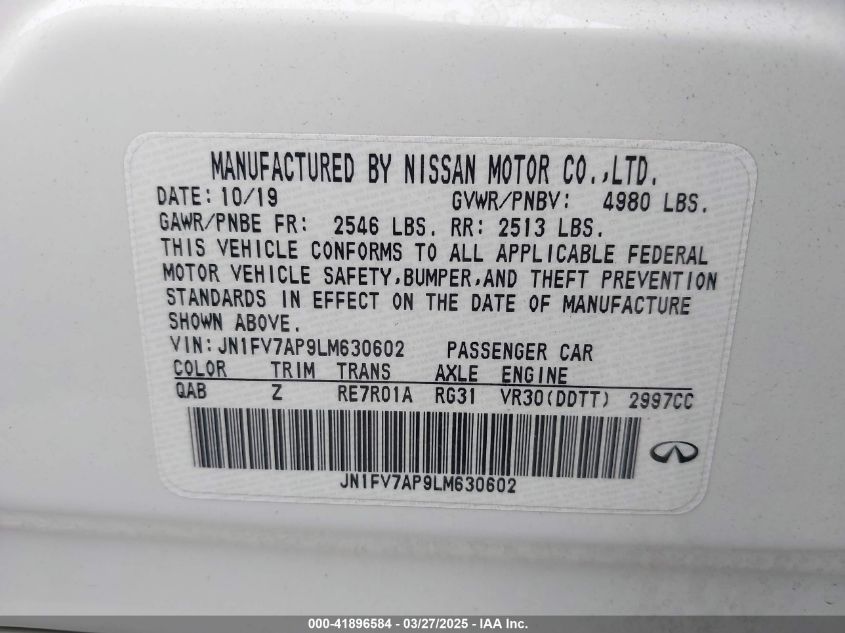 MANUFACTURED BY NISSAN MOTOR CO.,LTD.
DATE: 10/19 GVWR/PNBV: 4980 LBS.
GAWR/PNBE FR: 2546 LBS. RR: 2513 LBS.
THIS VEHICLE CONFORMS TO ALL APPLICABLE FEDERAL
MOTOR VEHICLE SAFETY,BUMPER,AND THEFT PREVENTION
STANDARDS IN EFFECT ON THE DATE OF MANUFACTURE
SHOWN ABOVE.
VIN: JN1FV7AP9LM630602 PASSENGER CAR
COLOR TRIM TRANS AXLE ENGINE
QAB Z RE7R01A RG31 VR30(DDTT) 2997CC
JN1FV7AP9LM630602
000-41896584 - 03/27/2025 - IAA Inc.